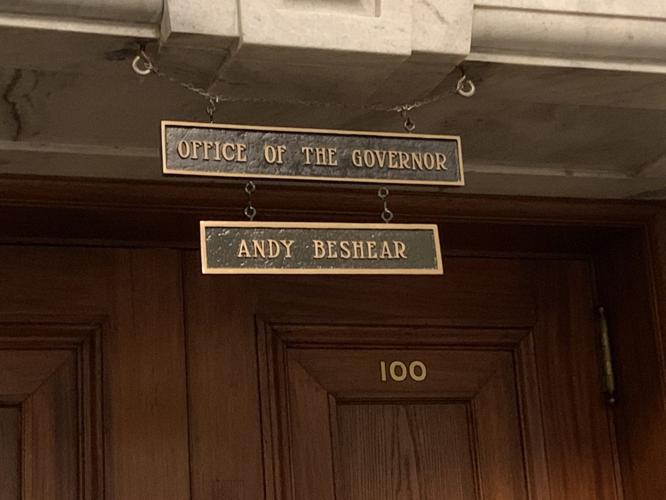 OFFICE OF THE GOVERNOR
ANDY BESHEAR
100